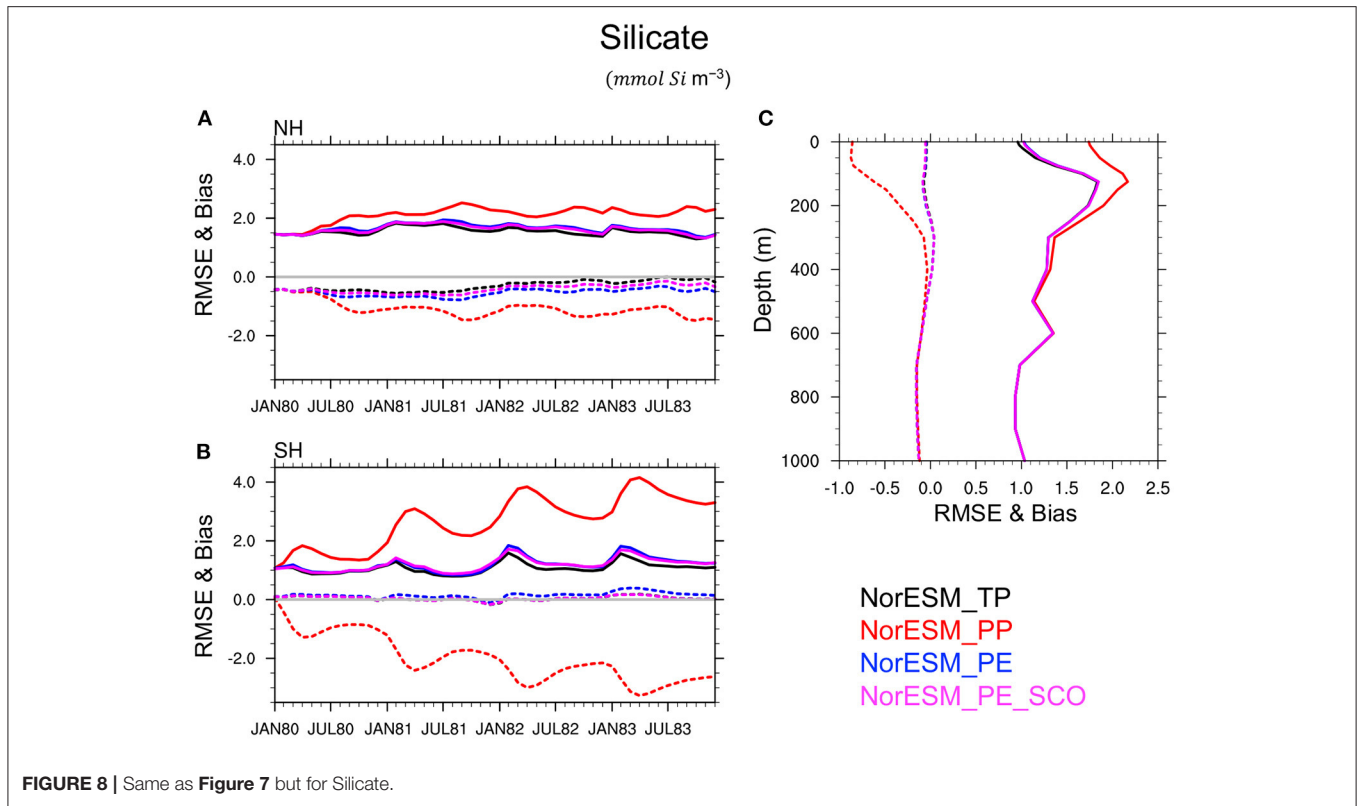 Silicate
(mmol Si m⁻³)
A
NH
RMSE & Bias
4.0
2.0
0.0
-2.0
JAN80 JUL80 JAN81 JUL81 JAN82 JUL82 JAN83 JUL83
B
SH
RMSE & Bias
4.0
2.0
0.0
-2.0
JAN80 JUL80 JAN81 JUL81 JAN82 JUL82 JAN83 JUL83
C
Depth (m)
0
200
400
600
800
1000
-1.0 -0.5 0.0 0.5 1.0 1.5 2.0 2.5
RMSE & Bias
NorESM_TP
NorESM_PP
NorESM_PE
NorESM_PE_SCO
FIGURE 8 | Same as Figure 7 but for Silicate.